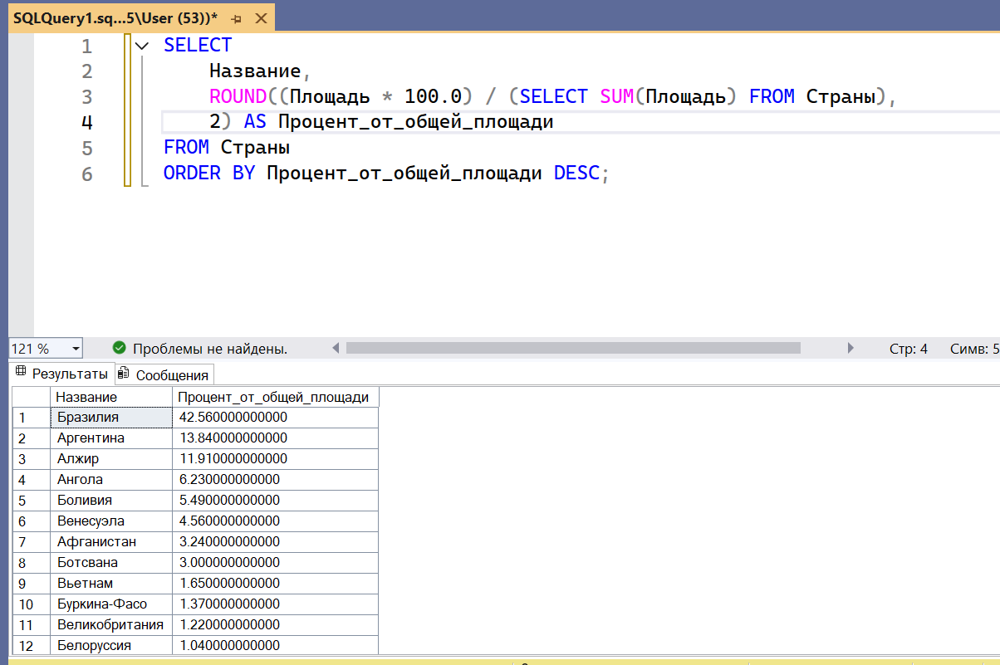 SQLQuery1.sq...5\User (53))*
1 SELECT
2 Название,
3 ROUND((Площадь * 100.0) / (SELECT SUM(Площадь) FROM Страны),
4 2) AS Процент_от_общей_площади
5 FROM Страны
6 ORDER BY Процент_от_общей_площади DESC;
121 % Проблемы не найдены. Стр: 4 Симв: 5
Результаты Сообщения
Название Процент_от_общей_площади
1 Бразилия 42.560000000000
2 Аргентина 13.840000000000
3 Алжир 11.910000000000
4 Ангола 6.230000000000
5 Боливия 5.490000000000
6 Венесуэла 4.560000000000
7 Афганистан 3.240000000000
8 Ботсвана 3.000000000000
9 Вьетнам 1.650000000000
10 Буркина-Фасо 1.370000000000
11 Великобритания 1.220000000000
12 Белоруссия 1.040000000000